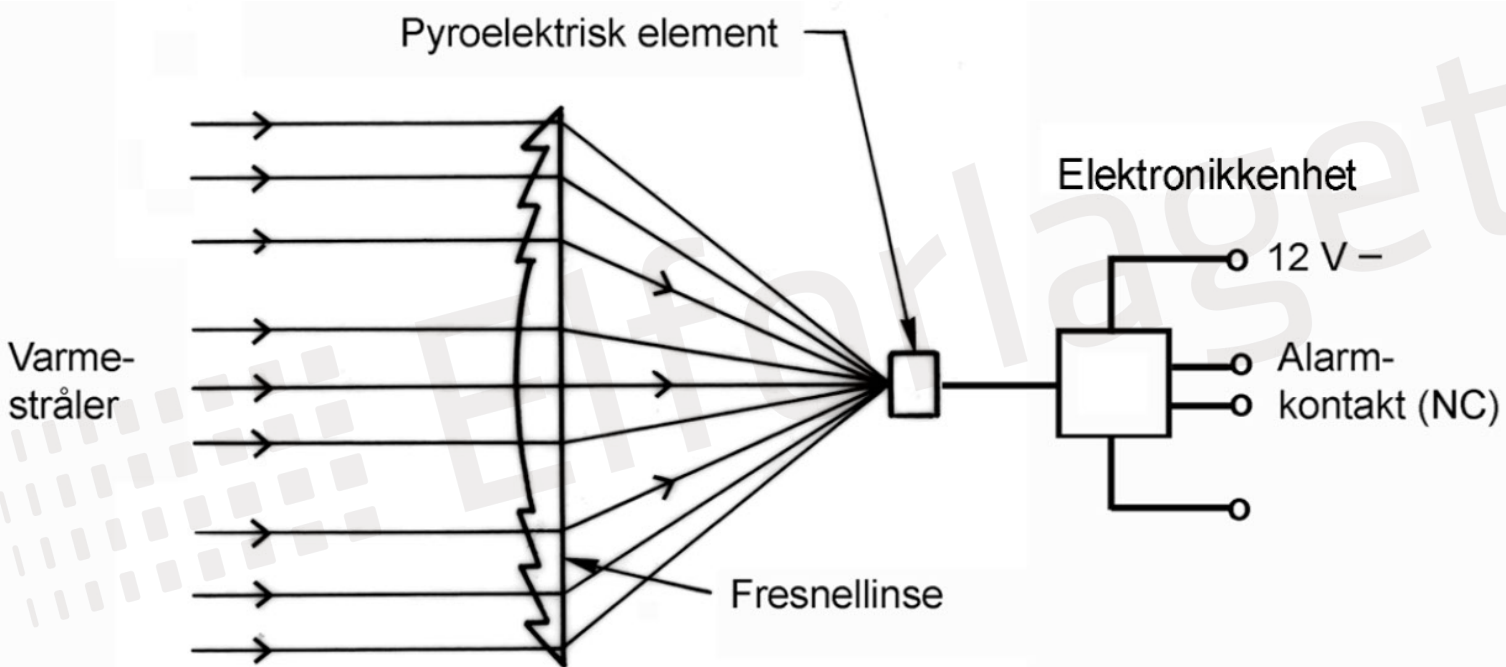 Pyroelektrisk element
Elektronikkenhet
12 V –
Varme-
stråler
Alarm-
kontakt (NC)
Fresnellinse
Elforlaget